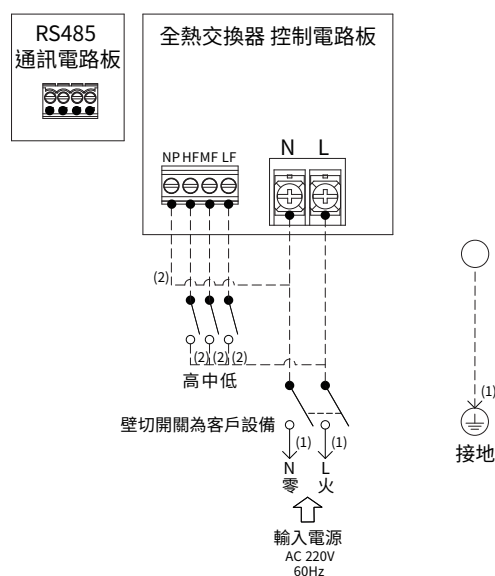 RS485
通訊電路板
全熱交換器 控制電路板
NP HF MF LF
N L
(2)
(2) (2) (2)
高中低
(1)
壁切開關為客戶設備
(1) (1)
N L
零 火
接地
輸入電源
AC 220V
60Hz